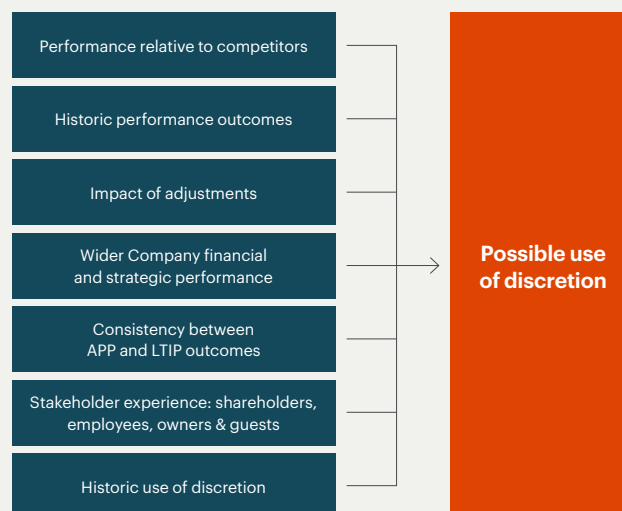 Performance relative to competitors
Historic performance outcomes
Impact of adjustments
Wider Company financial
and strategic performance
Consistency between
APP and LTIP outcomes
Stakeholder experience: shareholders,
employees, owners & guests
Historic use of discretion
Possible use
of discretion